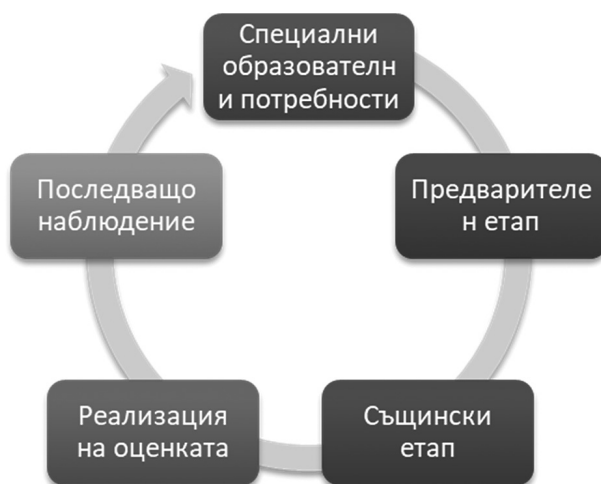 Специални
образователн
и потребности
Предварителе
н етап
Същински
етап
Реализация
на оценката
Последващо
наблюдение